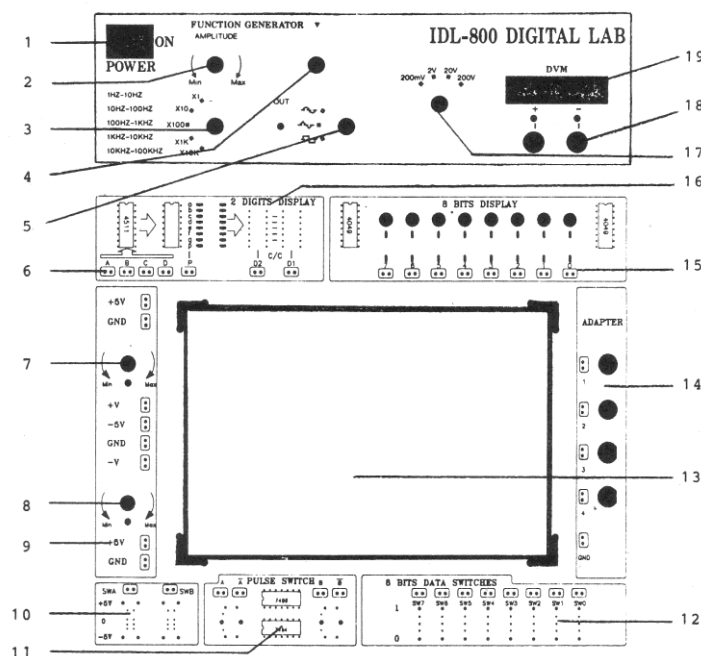 FUNCTION GENERATOR
AMPLITUDE
IDL-800 DIGITAL LAB
1
ON
POWER
2
Min
Max
OUT
1HZ-10HZ
10HZ-100HZ
100HZ-1KHZ
1KHZ-10KHZ
10KHZ-100KHZ
X1
X10
X100
X1K
X10K
3
4
5
200mV
2V
20V
200V
DVM
+
−
19
18
17
16
2 DIGITS DISPLAY
4511
C/C
A
B
C
D
P
D2
D1
6
8 BITS DISPLAY
4049
4049
15
+5V
GND
7
Min
Max
+V
-5V
GND
-V
8
Min
Max
9
+5V
GND
13
ADAPTER
1
2
3
4
GND
14
10
SWA
SWB
+5V
0
-5V
PULSE SWITCH
A
A
B
B
7400
11
8 BITS DATA SWITCHES
SW7
SW6
SW5
SW4
SW3
SW2
SW1
SW0
1
0
12